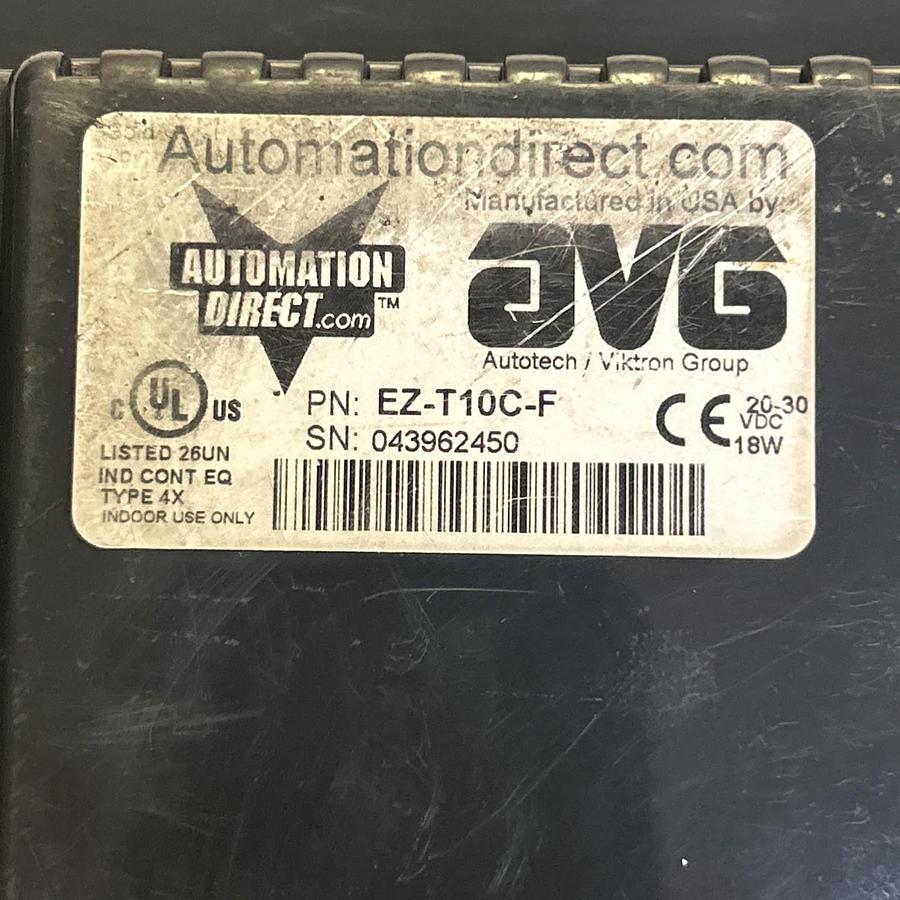 Automationdirect.com
Manufactured in USA by:
AUTOMATION
DIRECT.com™
AVG
Autotech / Viktron Group
C UL US
PN: EZ-T10C-F
CE 20-30
VDC
18W
SN: 043962450
LISTED 26UN
IND CONT EQ
TYPE 4X
INDOOR USE ONLY